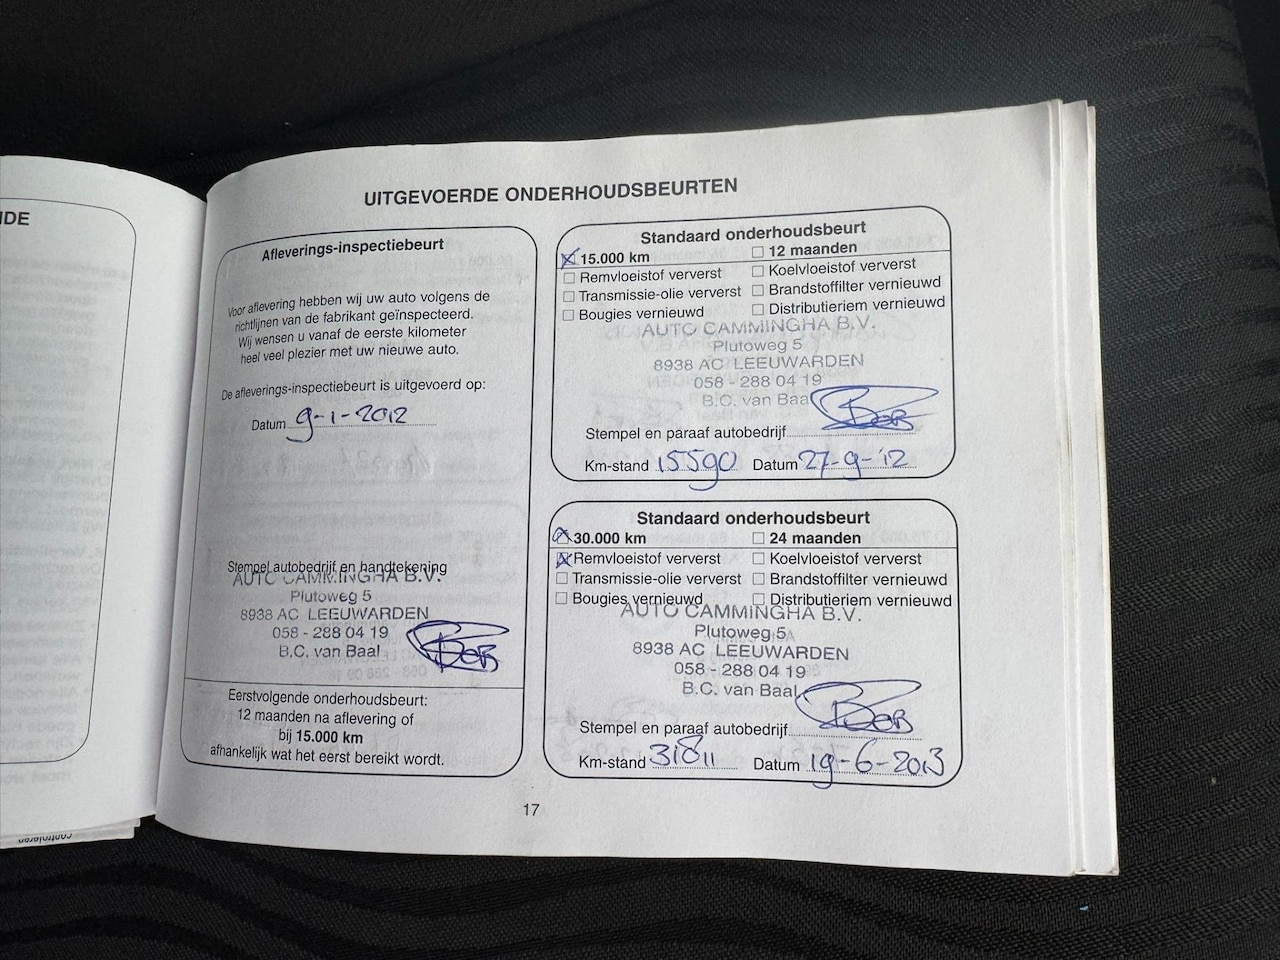 IDE
UITGEVOERDE ONDERHOUDSBEURTEN
Afleverings-inspectiebeurt
Voor aflevering hebben wij uw auto volgens de
richtlijnen van de fabrikant geïnspecteerd.
Wij wensen u vanaf de eerste kilometer
heel veel plezier met uw nieuwe auto.
De afleverings-inspectiebeurt is uitgevoerd op:
Datum 9-1-2012
Stempel autobedrijf en handtekening
AUTO CAMMINGHA B.V.
Plutoweg 5
8938 AC LEEUWARDEN
058 - 288 04 19
B.C. van Baal
Eerstvolgende onderhoudsbeurt:
12 maanden na aflevering of
bij 15.000 km
afhankelijk wat het eerst bereikt wordt.
Standaard onderhoudsbeurt
15.000 km 12 maanden
Remvloeistof ververst Koelvloeistof ververst
Transmissie-olie ververst Brandstoffilter vernieuwd
Bougies vernieuwd Distributieriem vernieuwd
AUTO CAMMINGHA B.V.
Plutoweg 5
8938 AC LEEUWARDEN
058 - 288 04 19
B.C. van Baal
Stempel en paraaf autobedrijf
Km-stand 15590 Datum 27-9-'12
Standaard onderhoudsbeurt
30.000 km 24 maanden
Remvloeistof ververst Koelvloeistof ververst
Transmissie-olie ververst Brandstoffilter vernieuwd
Bougies vernieuwd Distributieriem vernieuwd
AUTO CAMMINGHA B.V.
Plutoweg 5
8938 AC LEEUWARDEN
058 - 288 04 19
B.C. van Baal
Stempel en paraaf autobedrijf
Km-stand 31811 Datum 19-6-2013
17
controleren